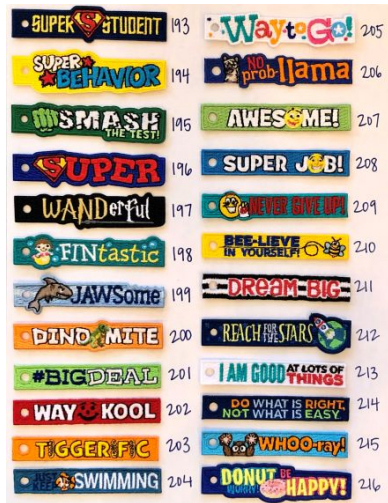 SUPER S STUDENT 193
SUPER
BEHAVIOR 194
SMASH
THE TEST! 195
SUPER 196
WANDerful 197
FINtastic 198
JAWSome 199
DINO MITE 200
#BIGDEAL 201
WAY KOOL 202
TIGGERIFIC 203
JUST
KEEP SWIMMING 204
Way to Go! 205
NO
prob-llama 206
AWESOME! 207
SUPER JOB! 208
NEVER GIVE UP! 209
BEE-LIEVE
IN YOURSELF! 210
DREAM BIG 211
REACH FOR THE STARS 212
I AM GOOD AT LOTS OF
THINGS 213
DO WHAT IS RIGHT,
NOT WHAT IS EASY. 214
WHOO-ray! 215
DONUT BE
WORRY! HAPPY! 216